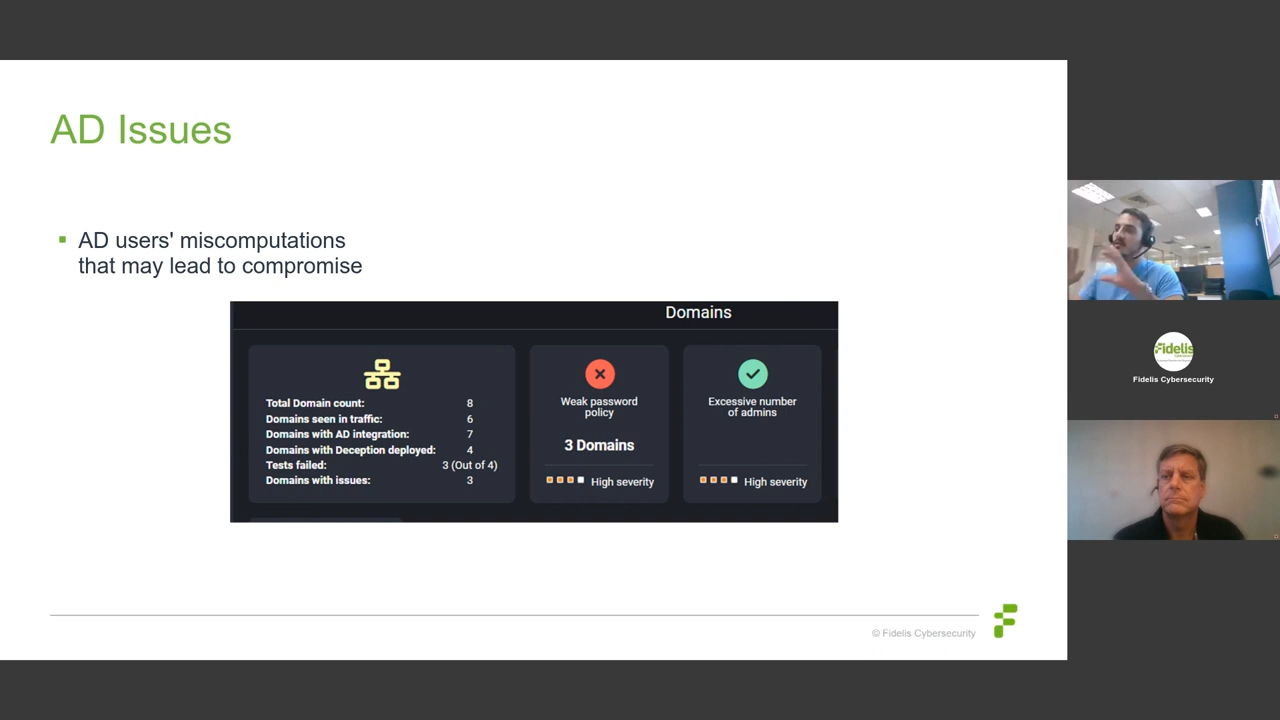 AD Issues
AD users' miscomputations
that may lead to compromise
Domains
Total Domain count: 8
Domains seen in traffic: 6
Domains with AD integration: 7
Domains with Deception deployed: 4
Tests failed: 3 (Out of 4)
Domains with issues: 3
Weak password
policy
3 Domains
High severity
Excessive number
of admins
High severity
© Fidelis Cybersecurity
Fidelis
Fidelis Cybersecurity